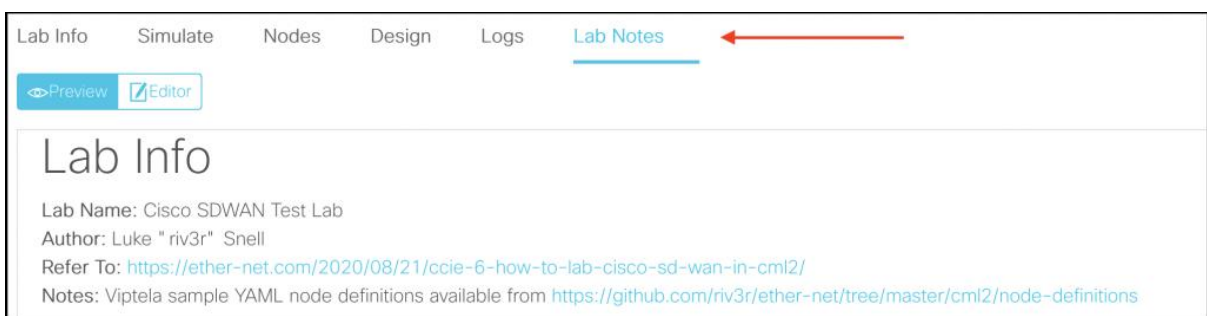 Lab Info Simulate Nodes Design Logs Lab Notes
Preview Editor
Lab Info
Lab Name: Cisco SDWAN Test Lab
Author: Luke "riv3r" Snell
Refer To: https://ether-net.com/2020/08/21/ccie-6-how-to-lab-cisco-sd-wan-in-cml2/
Notes: Viptela sample YAML node definitions available from https://github.com/riv3r/ether-net/tree/master/cml2/node-definitions